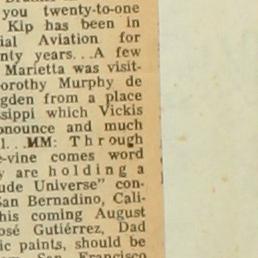 you twenty-to-one
Kip has been in
ial Aviation for
nty years...A few
Marietta was visit-
orothy Murphy de
gden from a place
sippi which Vickis
onounce and much
l...MM: Through
e-vine comes word
y are holding a
ude Universe" con-
San Bernadino, Cali-
his coming August
osé Gutiérrez, Dad
ic paints, should be
San Francisco